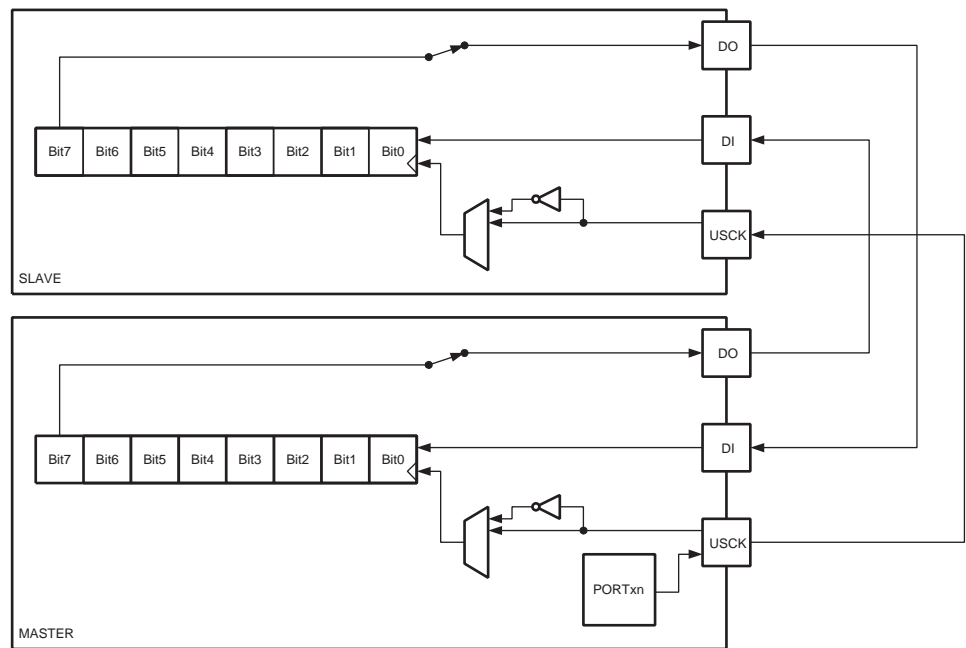 DO
Bit7 Bit6 Bit5 Bit4 Bit3 Bit2 Bit1 Bit0
DI
USCK
SLAVE
DO
Bit7 Bit6 Bit5 Bit4 Bit3 Bit2 Bit1 Bit0
DI
USCK
PORTxn
MASTER